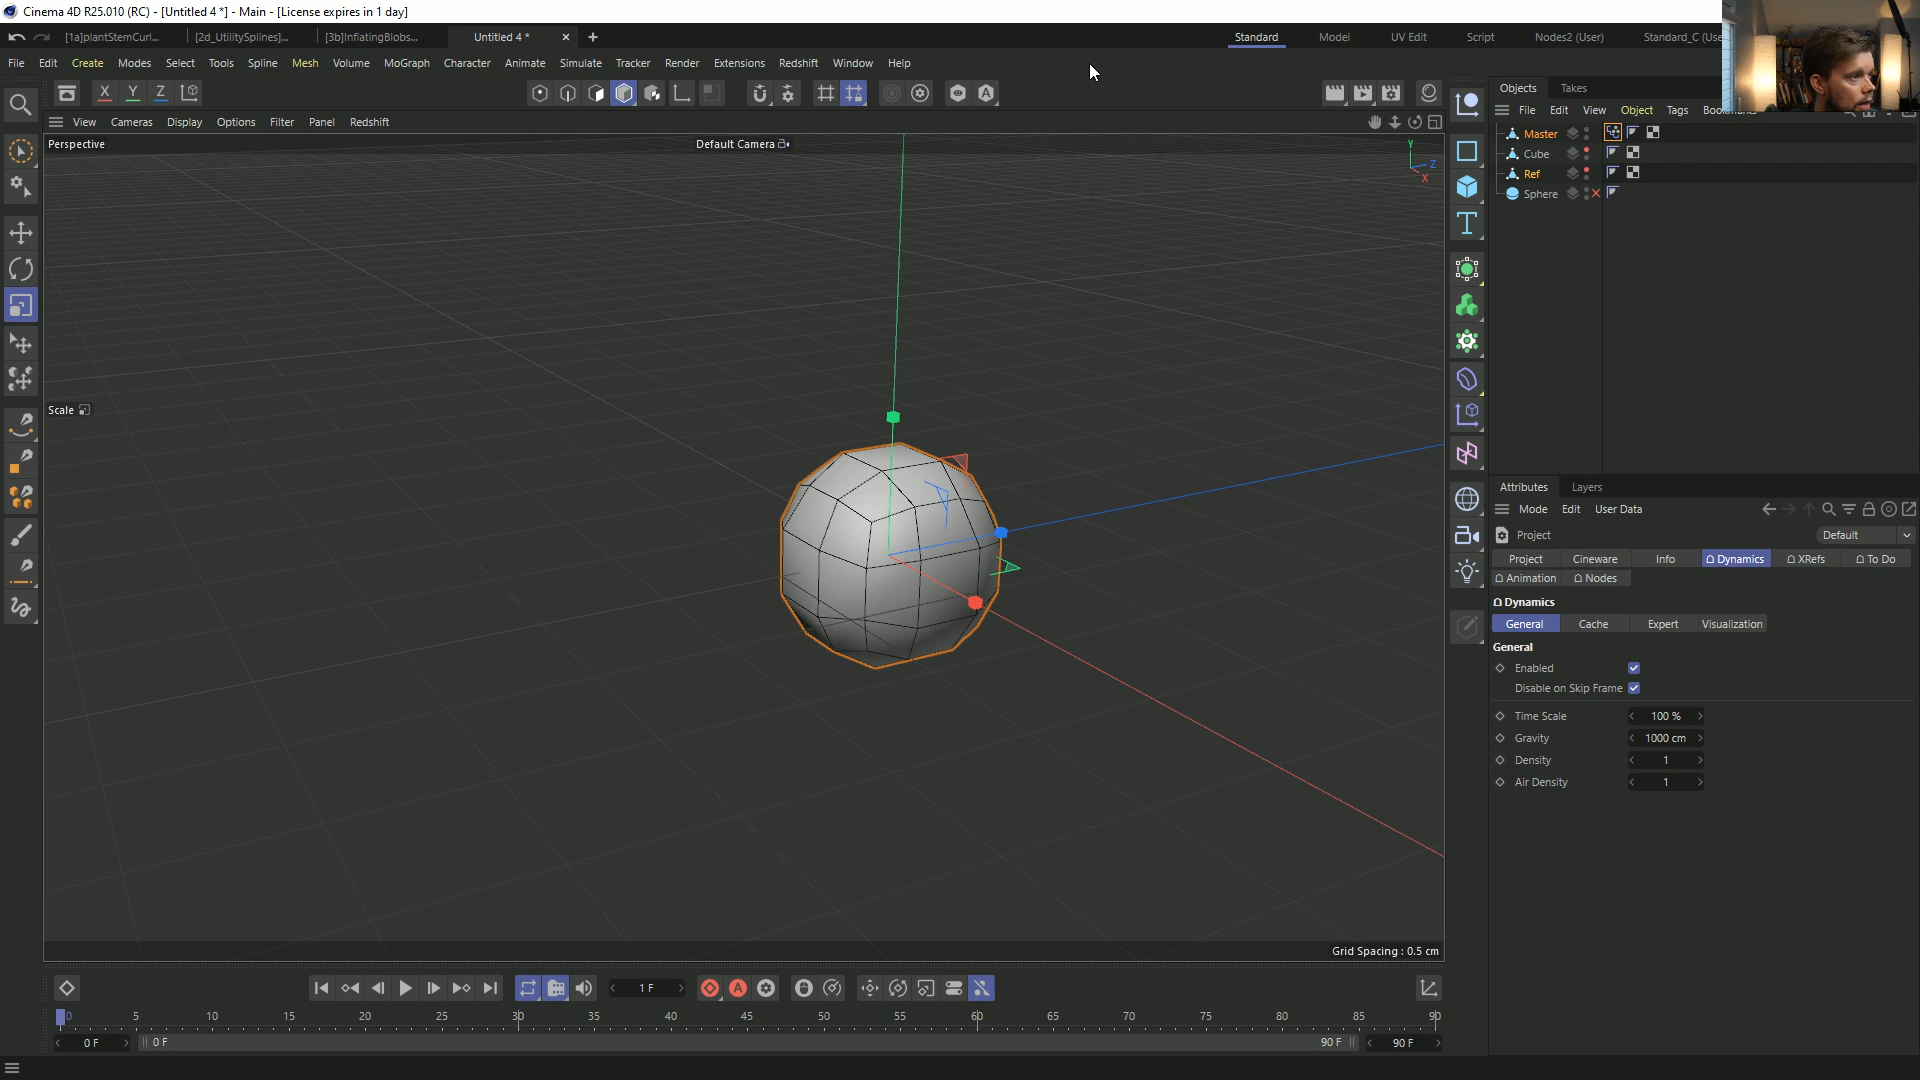 Cinema 4D R25.010 (RC) - [Untitled 4 *] - Main - [License expires in 1 day]
[1a]plantStemCurl... [2d_UtilitySplines]... [3b]InflatingBlobs... Untitled 4 * × +
Standard Model UV Edit Script Nodes2 (User) Standard_C (Use
File Edit Create Modes Select Tools Spline Mesh Volume MoGraph Character Animate Simulate Tracker Render Extensions Redshift Window Help
X Y Z
Objects Takes
File Edit View Object Tags
View Cameras Display Options Filter Panel Redshift
Perspective
Default Camera
Y
Z
X
Master
Cube
Ref
Sphere
Scale
Attributes Layers
Mode Edit User Data
Project Default
Project Cineware Info Dynamics XRefs To Do
Animation Nodes
Dynamics
General Cache Expert Visualization
General
Enabled
Disable on Skip Frame
Time Scale 100 %
Gravity 1000 cm
Density 1
Air Density 1
Grid Spacing : 0.5 cm
1 F
0 5 10 15 20 25 30 35 40 45 50 55 60 65 70 75 80 85 90
0 F 0 F 90 F 90 F